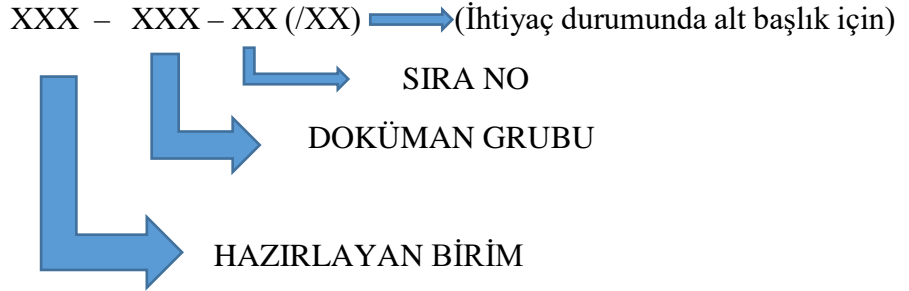 XXX – XXX – XX (/XX) (İhtiyaç durumunda alt başlık için)
SIRA NO
DOKÜMAN GRUBU
HAZIRLAYAN BİRİM